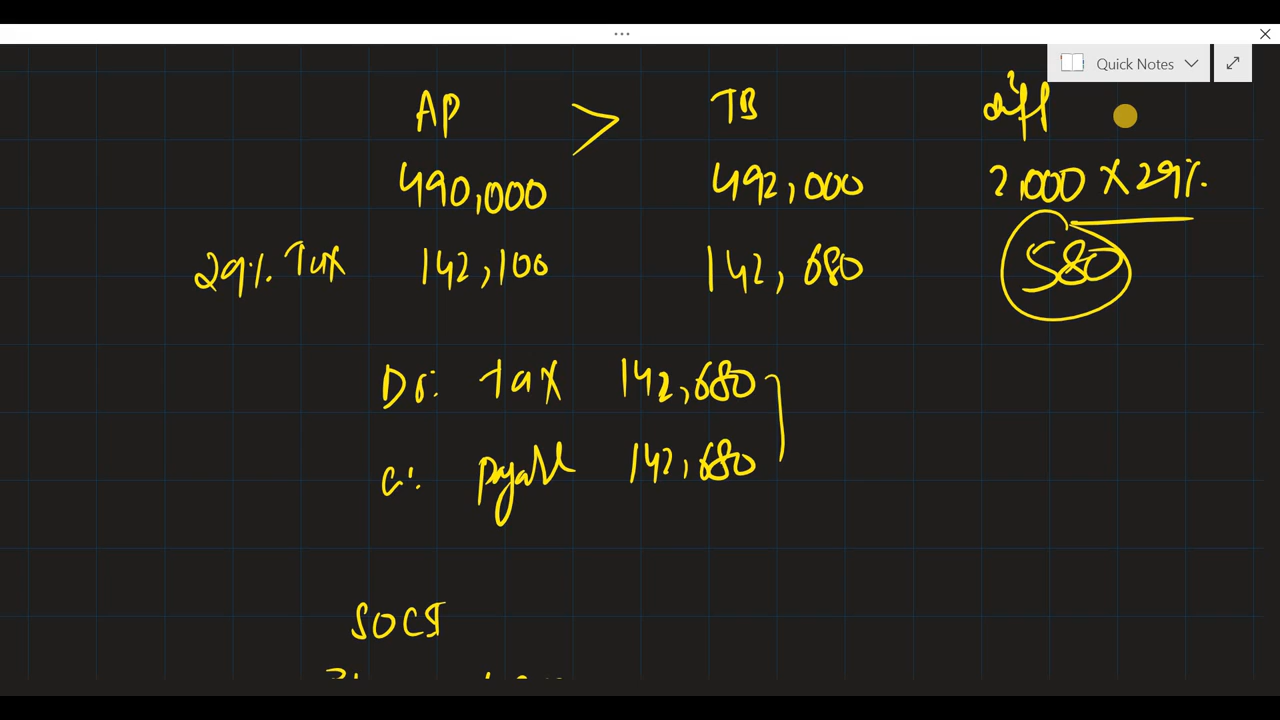 Quick Notes
AP > TB diff
490,000 492,000 2,000 X 29%
29% Tax 142,100 142,680 580
Dr: tax 142,680
Cr: payable 142,680
SOCI